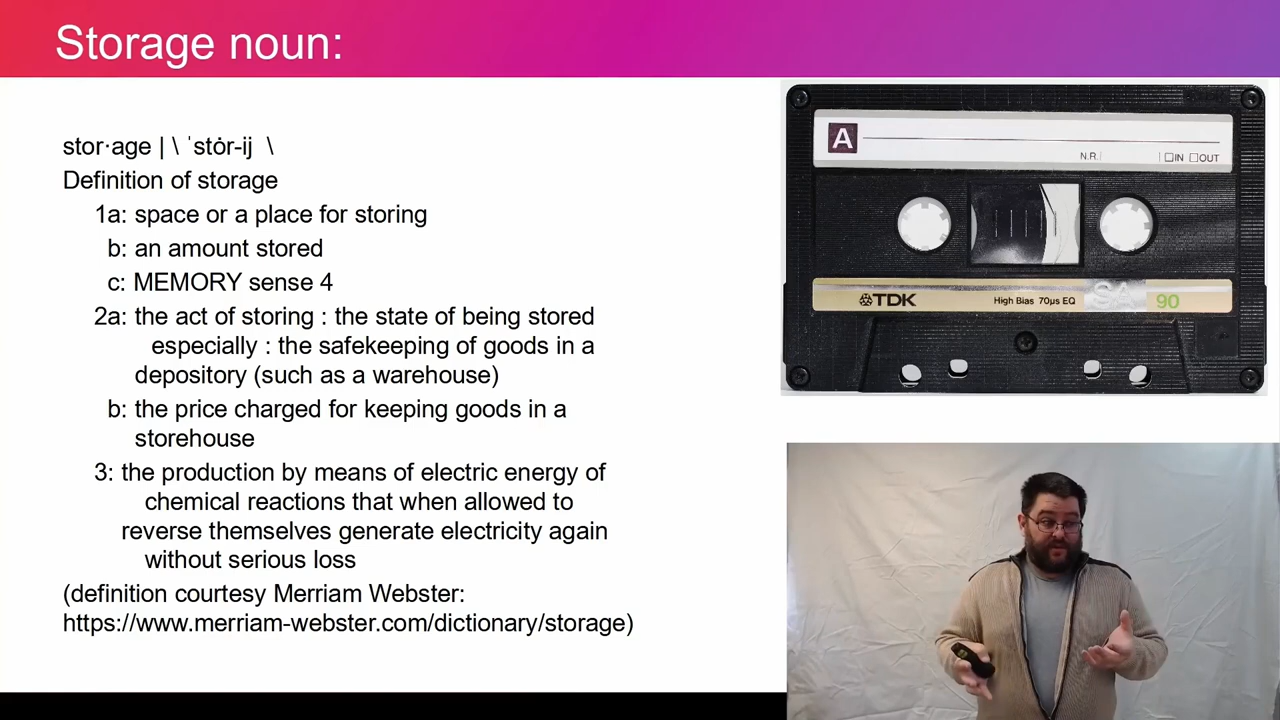 Storage noun:
stor·age | \ ˈstȯr-ij \
Definition of storage
1a: space or a place for storing
b: an amount stored
c: MEMORY sense 4
2a: the act of storing : the state of being stored
especially : the safekeeping of goods in a
depository (such as a warehouse)
b: the price charged for keeping goods in a
storehouse
3: the production by means of electric energy of
chemical reactions that when allowed to
reverse themselves generate electricity again
without serious loss
(definition courtesy Merriam Webster:
https://www.merriam-webster.com/dictionary/storage)
A
N.R. IN OUT
TDK High Bias 70µs EQ SA 90